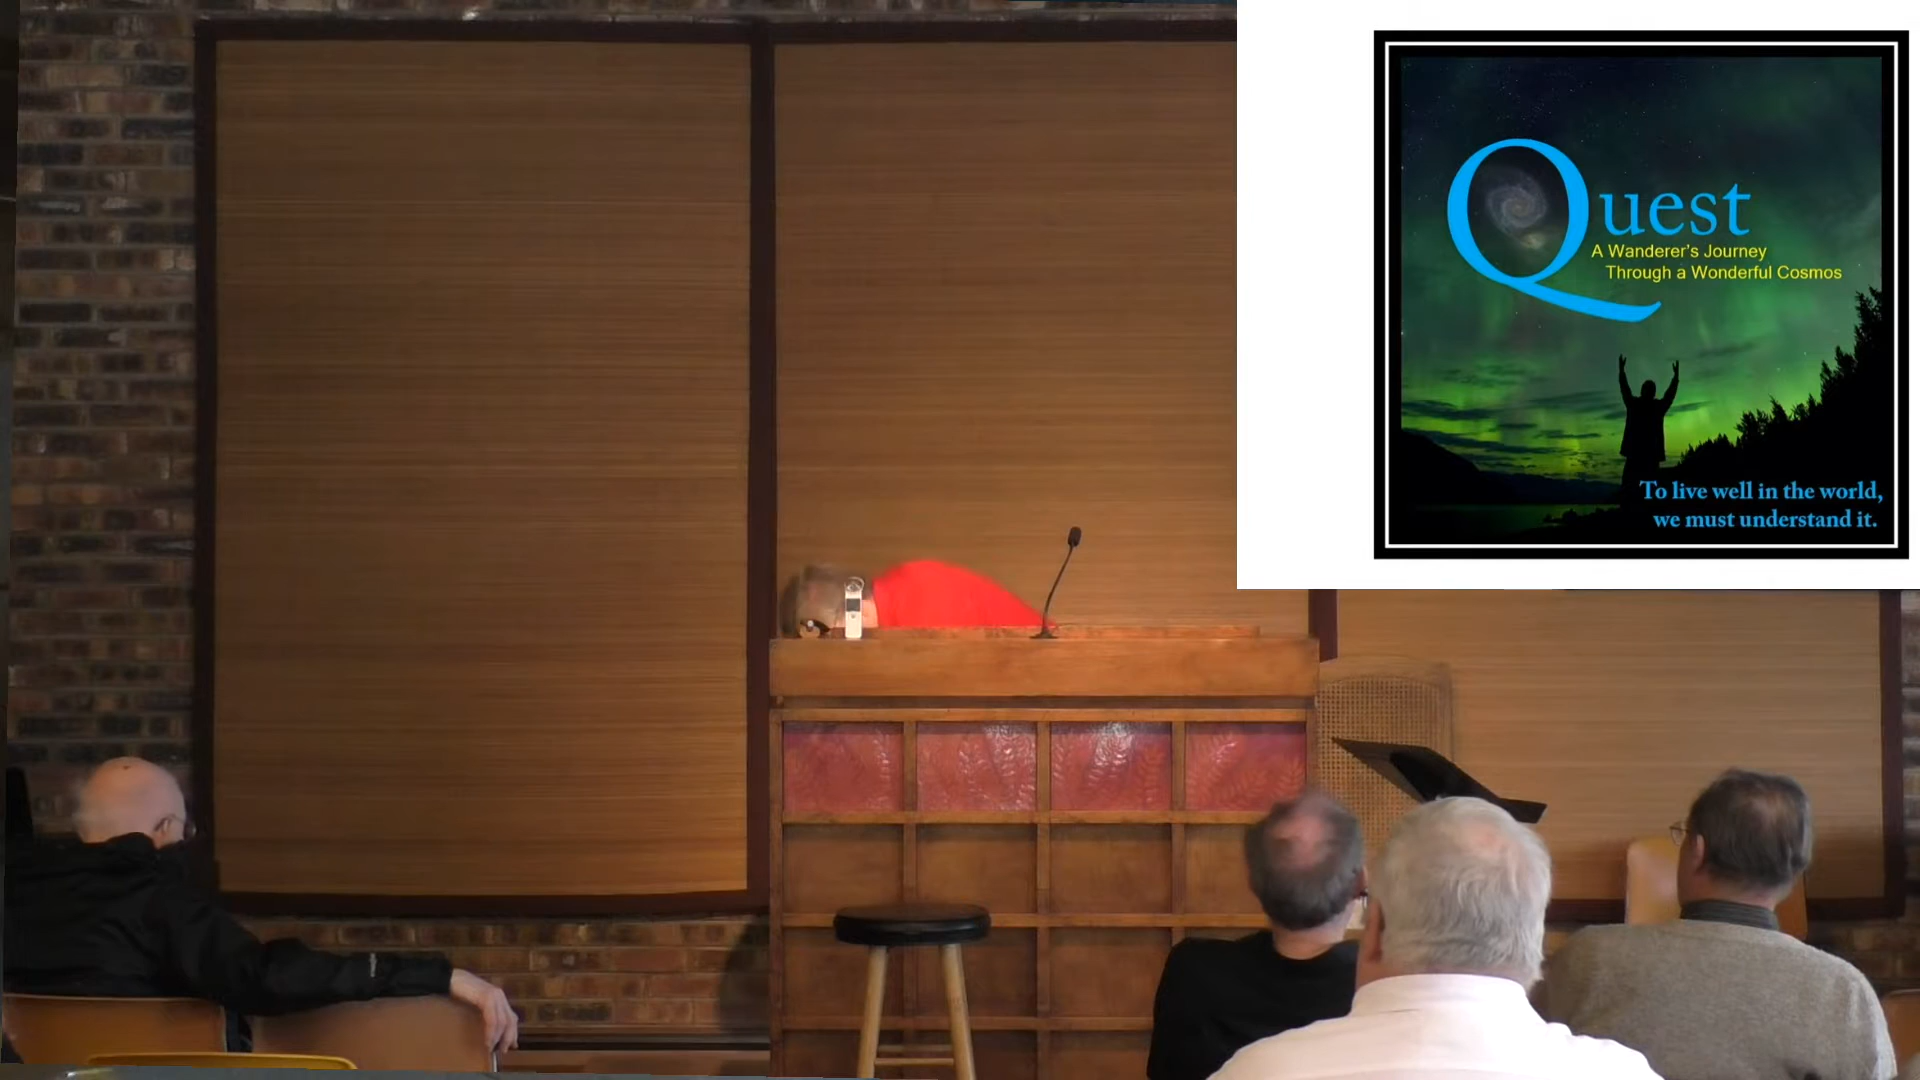 Quest
A Wanderer's Journey
Through a Wonderful Cosmos
To live well in the world,
we must understand it.